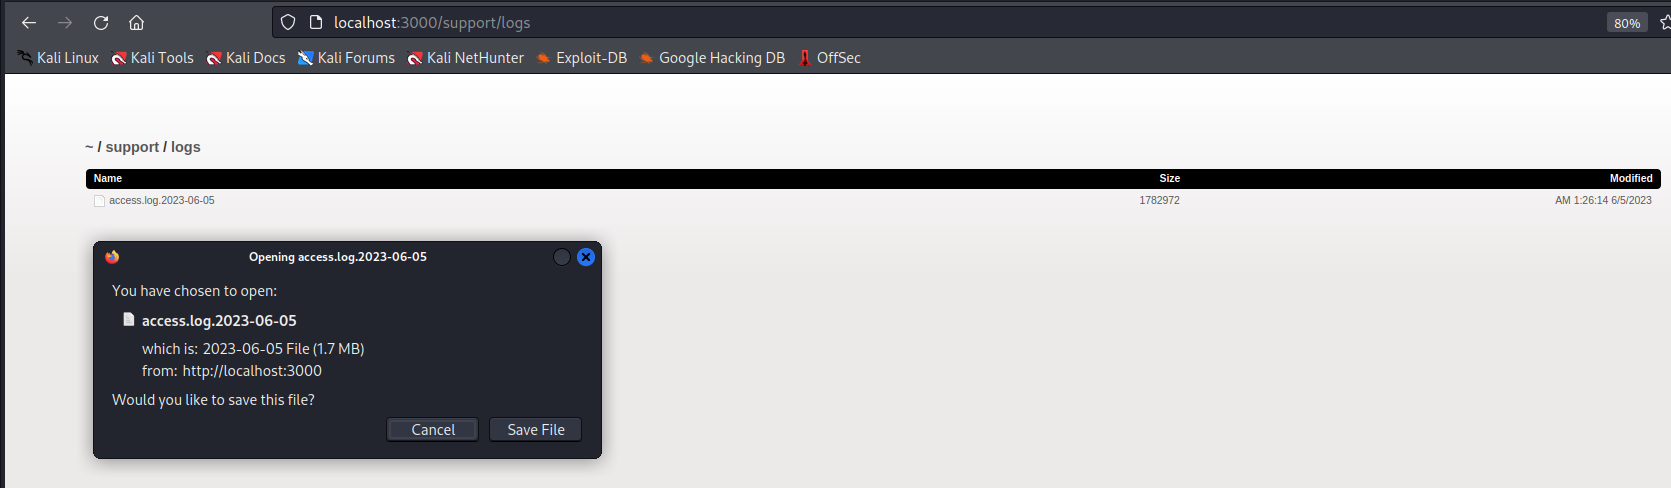 localhost:3000/support/logs 80%
Kali Linux Kali Tools Kali Docs Kali Forums Kali NetHunter Exploit-DB Google Hacking DB OffSec
~ / support / logs
Name Size Modified
access.log.2023-06-05 1782972 AM 1:26:14 6/5/2023
Opening access.log.2023-06-05
You have chosen to open:
access.log.2023-06-05
which is: 2023-06-05 File (1.7 MB)
from: http://localhost:3000
Would you like to save this file?
Cancel Save File